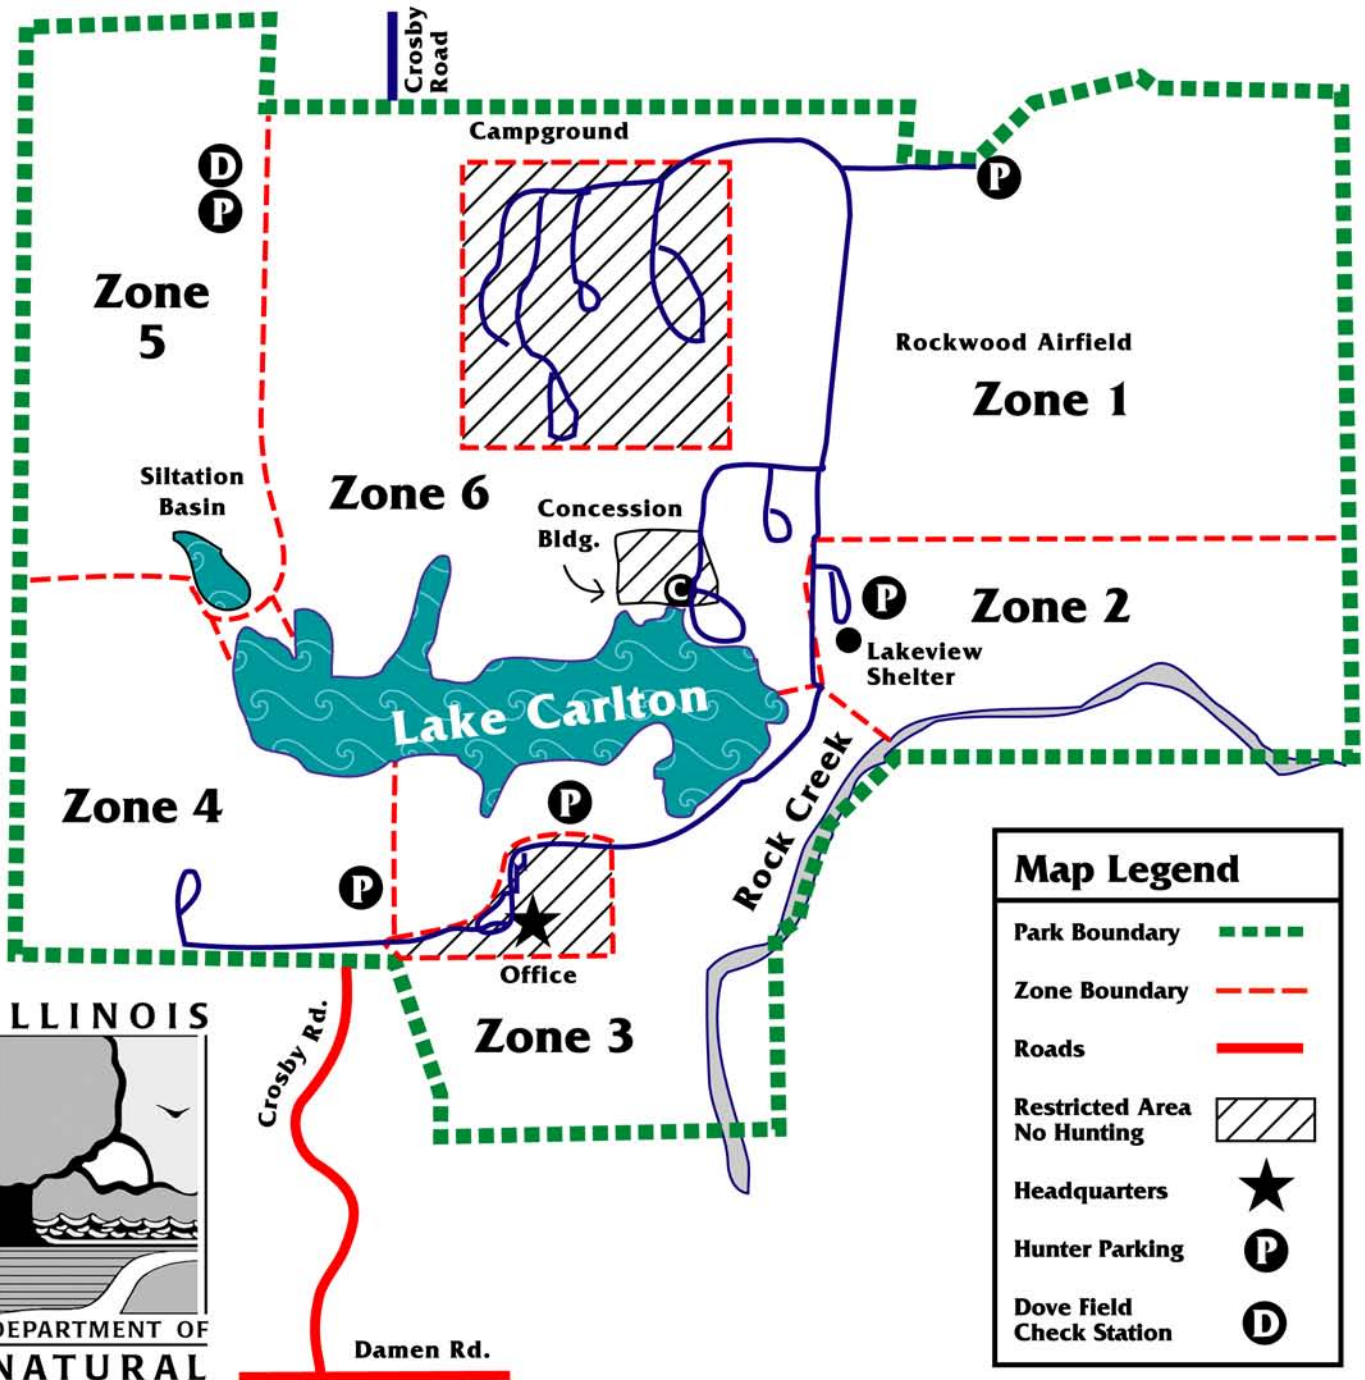 Crosby
Road
Campground
D
P
P
Zone
5
Rockwood Airfield
Zone 1
Siltation
Basin
Zone 6
Concession
Bldg.
C
P
Zone 2
Lakeview
Shelter
Lake Carlton
Rock Creek
Zone 4
P
P
Office
Zone 3
Crosby Rd.
Damen Rd.
Map Legend
Park Boundary
Zone Boundary
Roads
Restricted Area
No Hunting
Headquarters
Hunter Parking
P
Dove Field
Check Station
D
LLINOIS
DEPARTMENT OF
NATURAL